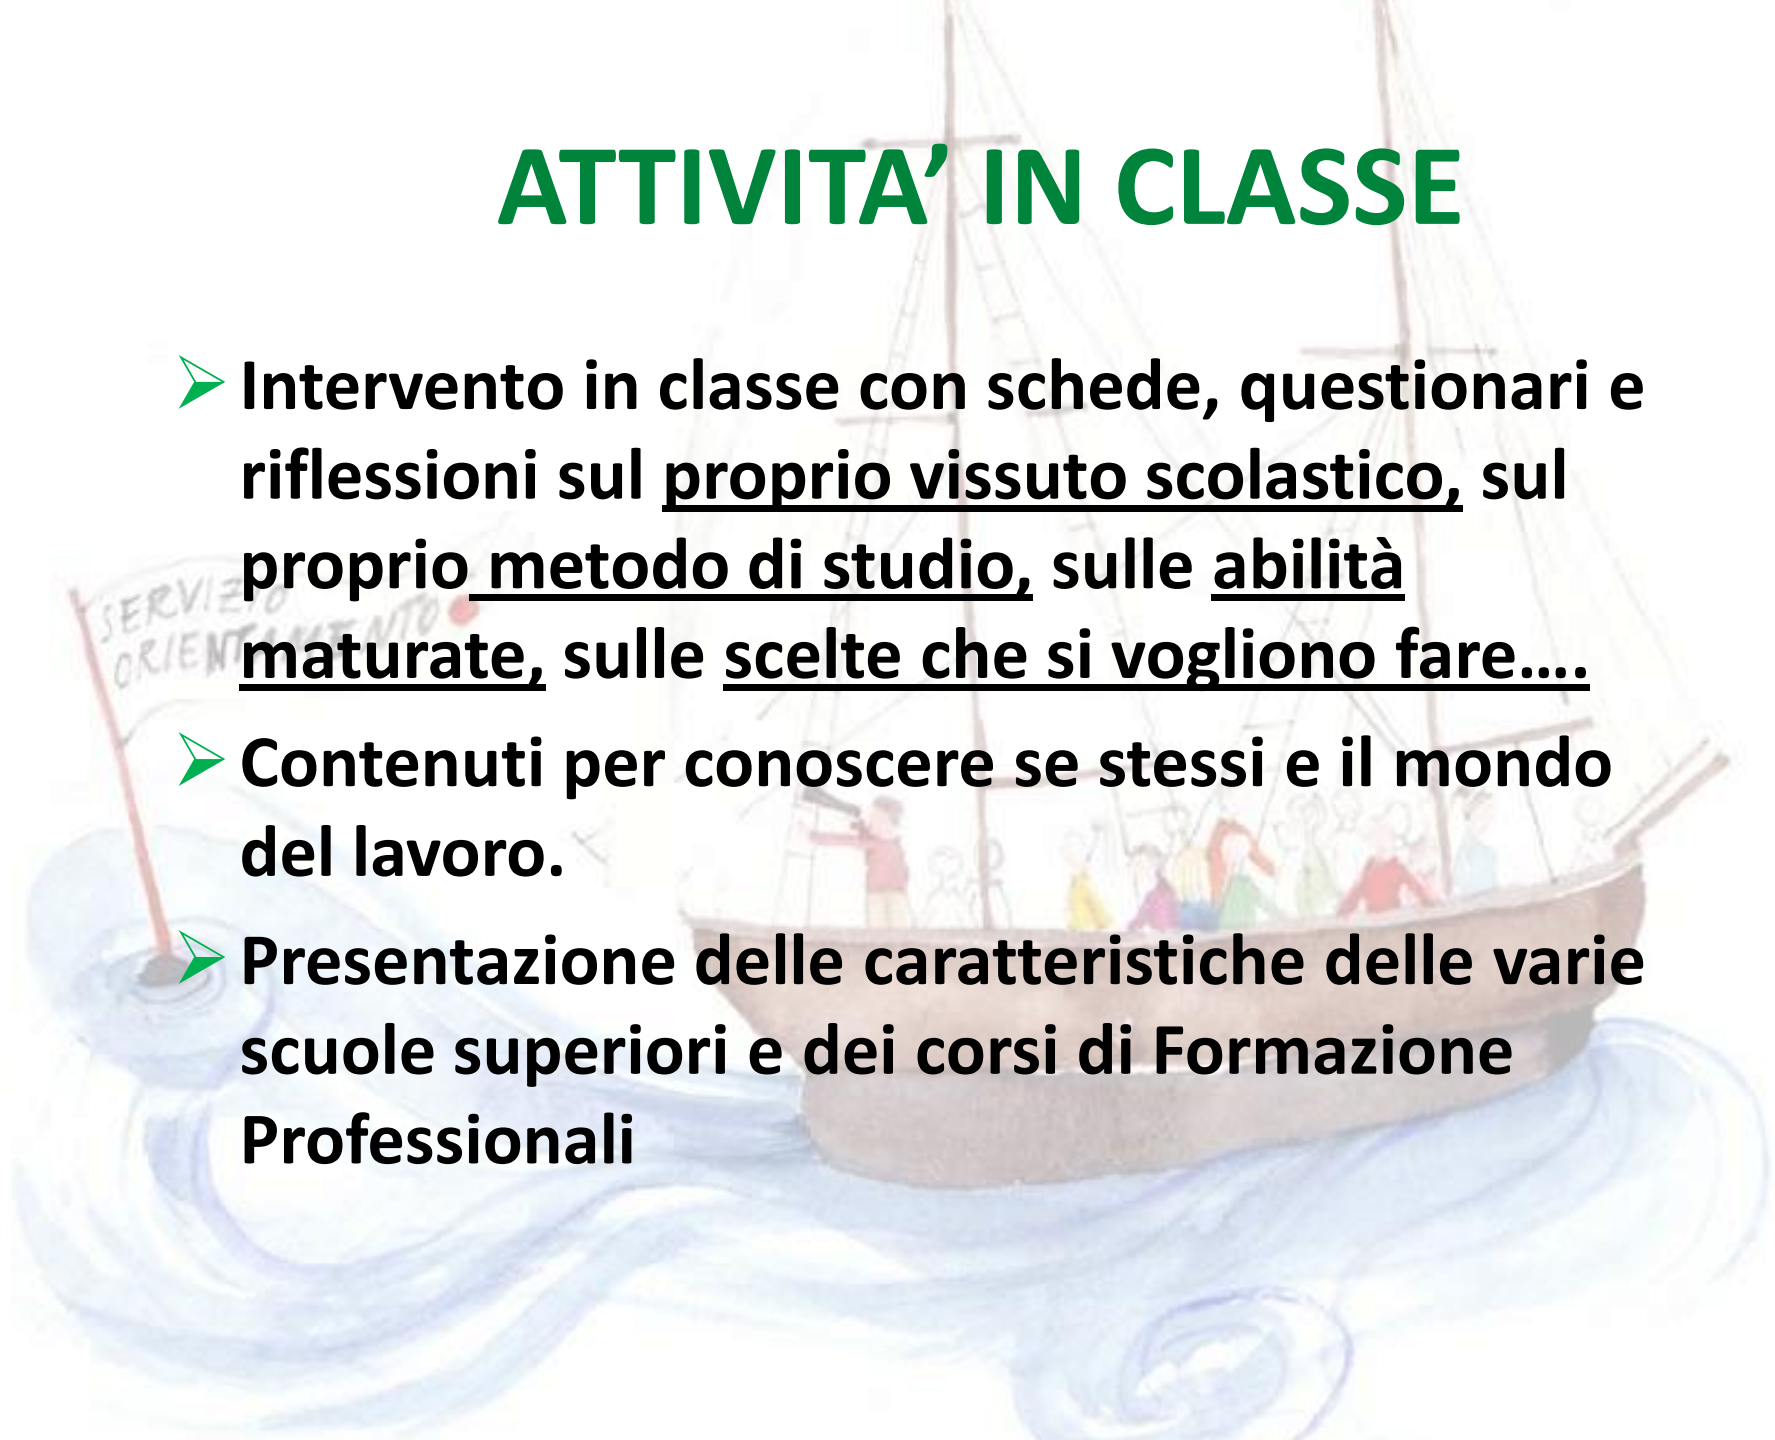 ATTIVITA’ IN CLASSE
Intervento in classe con schede, questionari e
riflessioni sul proprio vissuto scolastico, sul
proprio metodo di studio, sulle abilità
maturate, sulle scelte che si vogliono fare….
SERVIZIO
ORIENTAMENTO
Contenuti per conoscere se stessi e il mondo
del lavoro.
Presentazione delle caratteristiche delle varie
scuole superiori e dei corsi di Formazione
Professionali